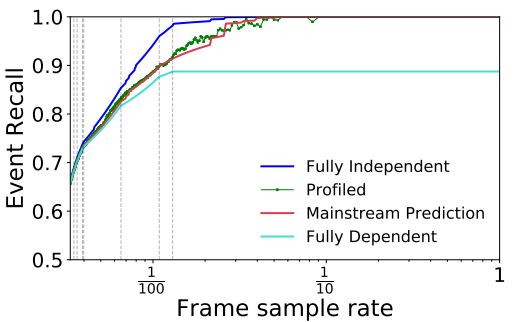 1.0
0.9
0.8
0.7
0.6
0.5
Event Recall
Fully Independent
Profiled
Mainstream Prediction
Fully Dependent
1/100
1/10
1
Frame sample rate